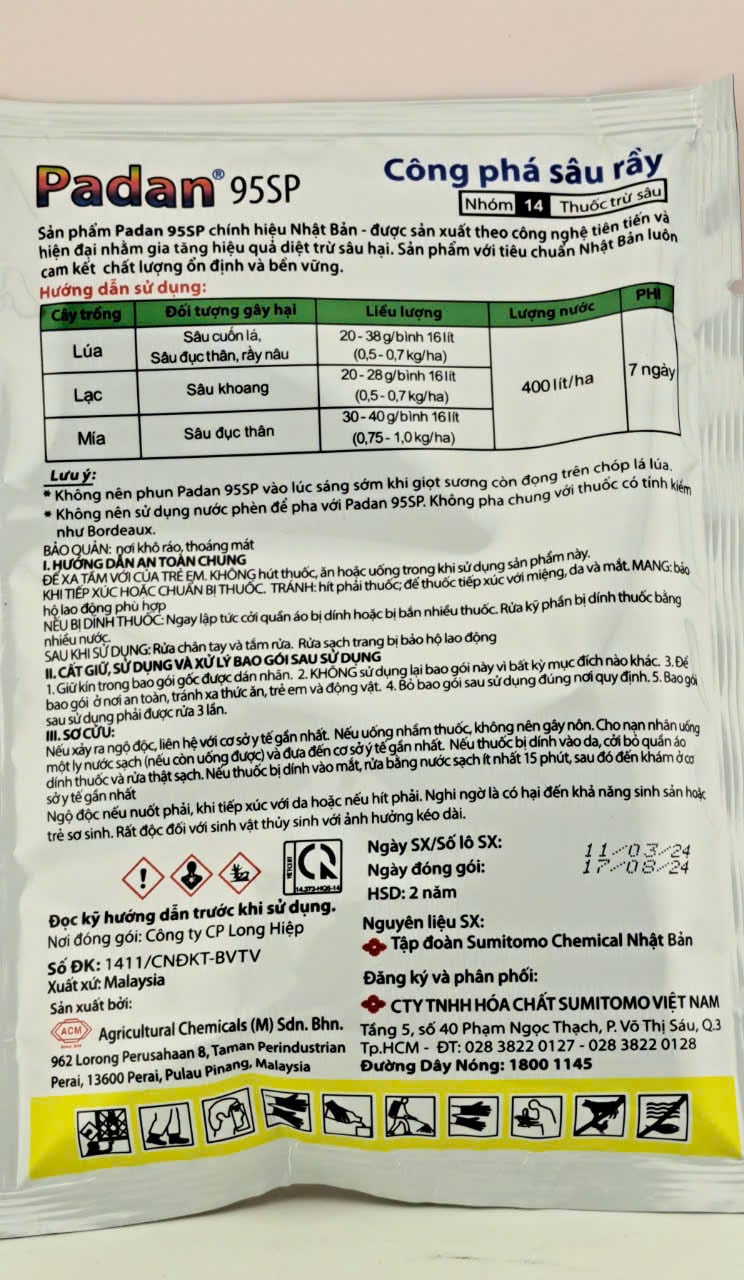 Padan® 95SP
Công phá sâu rầy
Nhóm 14 Thuốc trừ sâu
Sản phẩm Padan 95SP chính hiệu Nhật Bản - được sản xuất theo công nghệ tiên tiến và
hiện đại nhằm gia tăng hiệu quả diệt trừ sâu hại. Sản phẩm với tiêu chuẩn Nhật Bản luôn
cam kết chất lượng ổn định và bền vững.
Hướng dẫn sử dụng:
Cây trồng Đối tượng gây hại Liều lượng Lượng nước PHI
Lúa Sâu cuốn lá, Sâu đục thân, rầy nâu 20 - 38 g/bình 16 lít (0,5 - 0,7 kg/ha) 400 lít/ha 7 ngày
Lạc Sâu khoang 20 - 28 g/bình 16 lít (0,5 - 0,7 kg/ha)
Mía Sâu đục thân 30 - 40 g/bình 16 lít (0,75 - 1,0 kg/ha)
Lưu ý:
* Không nên phun Padan 95SP vào lúc sáng sớm khi giọt sương còn đọng trên chóp lá lúa.
* Không nên sử dụng nước phèn để pha với Padan 95SP. Không pha chung với thuốc có tính kiềm
như Bordeaux.
BẢO QUẢN: nơi khô ráo, thoáng mát
I. HƯỚNG DẪN AN TOÀN CHUNG
ĐỂ XA TẦM VỚI CỦA TRẺ EM. KHÔNG hút thuốc, ăn hoặc uống trong khi sử dụng sản phẩm này.
KHI TIẾP XÚC HOẶC CHUẨN BỊ THUỐC. TRÁNH: hít phải thuốc; để thuốc tiếp xúc với miệng, da và mắt. MANG: bảo
hộ lao động phù hợp
NẾU BỊ DÍNH THUỐC: Ngay lập tức cởi quần áo bị dính hoặc bị bắn nhiều thuốc. Rửa kỹ phần bị dính thuốc bằng
nhiều nước.
SAU KHI SỬ DỤNG: Rửa chân tay và tắm rửa. Rửa sạch trang bị bảo hộ lao động
II. CẤT GIỮ, SỬ DỤNG VÀ XỬ LÝ BAO GÓI SAU SỬ DỤNG
1. Giữ kín trong bao gói gốc được dán nhãn. 2. KHÔNG sử dụng lại bao gói này vì bất kỳ mục đích nào khác. 3. Để
bao gói ở nơi an toàn, tránh xa thức ăn, trẻ em và động vật. 4. Bỏ bao gói sau sử dụng đúng nơi quy định. 5. Bao gói
sau sử dụng phải được rửa 3 lần.
III. SƠ CỨU:
Nếu xảy ra ngộ độc, liên hệ với cơ sở y tế gần nhất. Nếu uống nhầm thuốc, không nên gây nôn. Cho nạn nhân uống
một ly nước sạch (nếu còn uống được) và đưa đến cơ sở ý tế gần nhất. Nếu thuốc bị dính vào da, cởi bỏ quần áo
dính thuốc và rửa thật sạch. Nếu thuốc bị dính vào mắt, rửa bằng nước sạch ít nhất 15 phút, sau đó đến khám ở cơ
sở y tế gần nhất
Ngộ độc nếu nuốt phải, khi tiếp xúc với da hoặc nếu hít phải. Nghi ngờ là có hại đến khả năng sinh sản hoặc
trẻ sơ sinh. Rất độc đối với sinh vật thủy sinh với ảnh hưởng kéo dài.
Ngày SX/Số lô SX: 11/03/24
Ngày đóng gói: 17/08/24
HSD: 2 năm
Đọc kỹ hướng dẫn trước khi sử dụng.
Nơi đóng gói: Công ty CP Long Hiệp
Số ĐK: 1411/CNĐKT-BVTV
Xuất xứ: Malaysia
Sản xuất bởi:
ACM
Agricultural Chemicals (M) Sdn. Bhn.
962 Lorong Perusahaan 8, Taman Perindustrian
Perai, 13600 Perai, Pulau Pinang, Malaysia
Nguyên liệu SX:
Tập đoàn Sumitomo Chemical Nhật Bản
Đăng ký và phân phối:
CTY TNHH HÓA CHẤT SUMITOMO VIỆT NAM
Tầng 5, số 40 Phạm Ngọc Thạch, P. Võ Thị Sáu, Q.3
Tp.HCM - ĐT: 028 3822 0127 - 028 3822 0128
Đường Dây Nóng: 1800 1145